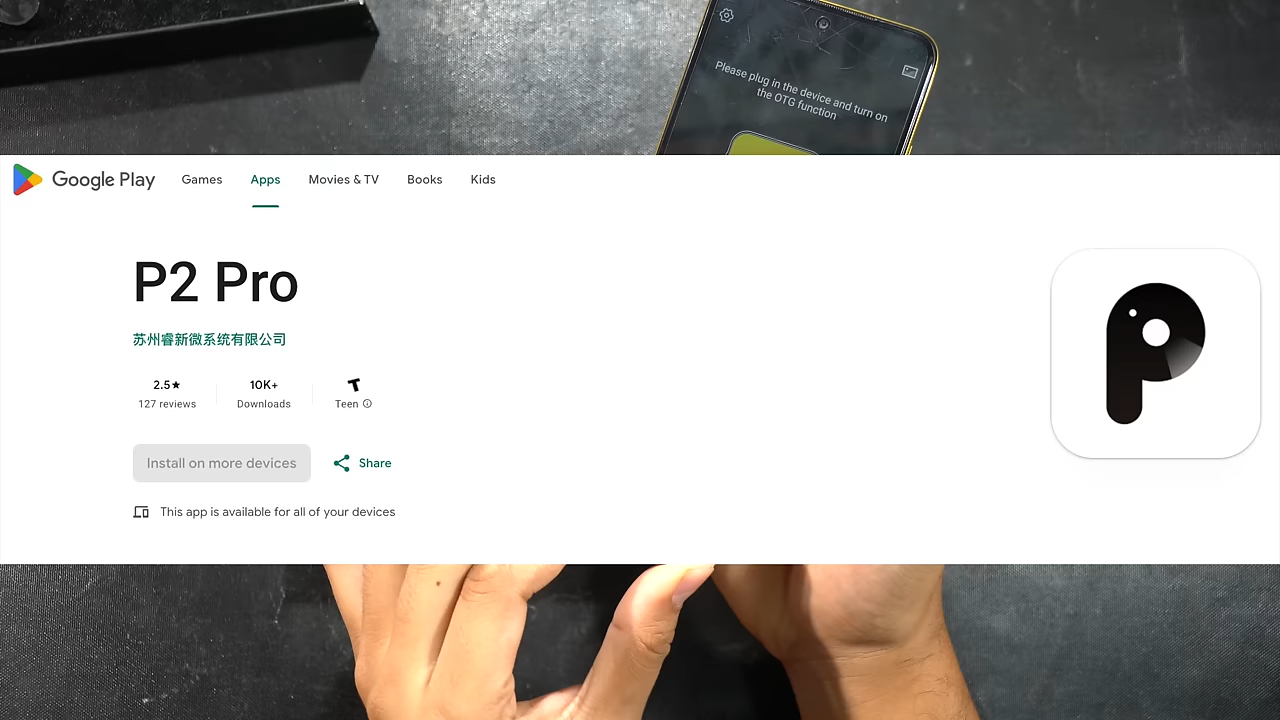 Please plug in the device and turn on
the OTG function
Google Play
Games
Apps
Movies & TV
Books
Kids
P2 Pro
苏州睿新微系统有限公司
2.5★
10K+
127 reviews
Downloads
Teen
Install on more devices
Share
This app is available for all of your devices